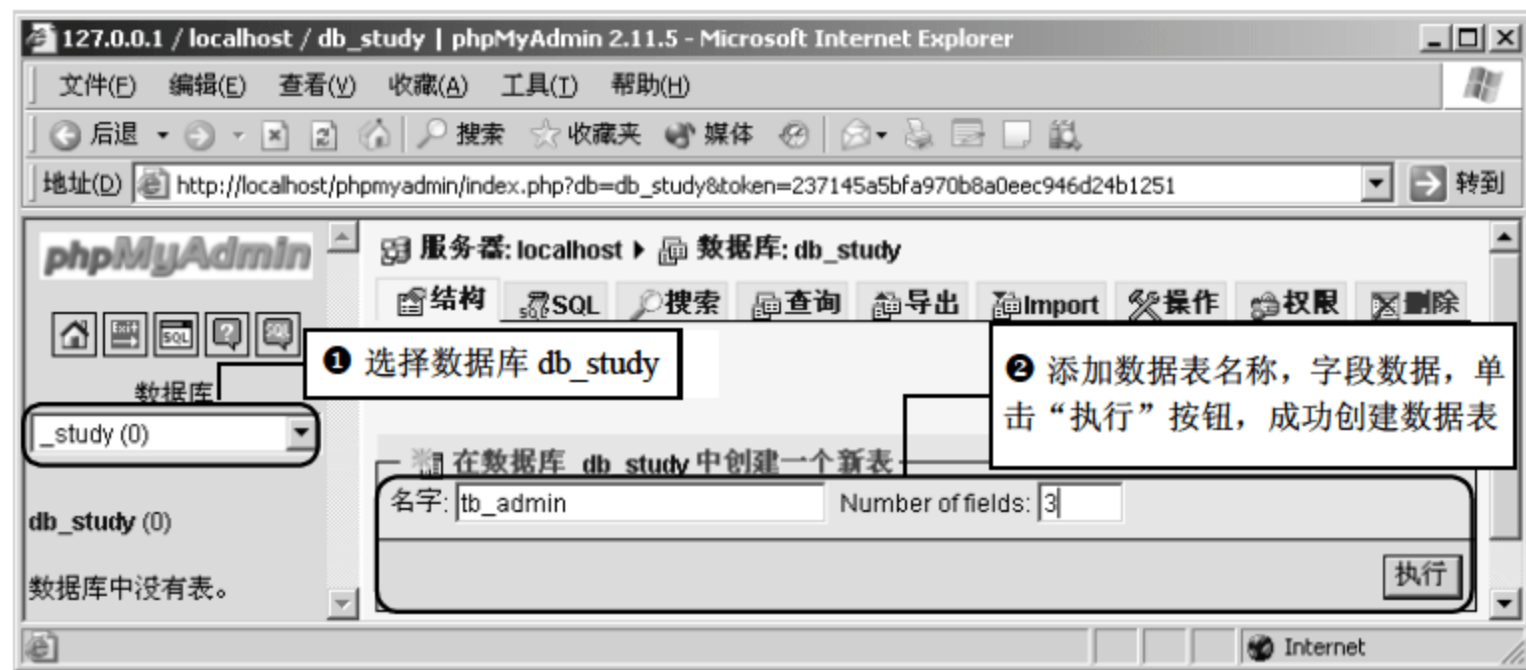 127.0.0.1 / localhost / db_study | phpMyAdmin 2.11.5 - Microsoft Internet Explorer
文件(F) 编辑(E) 查看(V) 收藏(A) 工具(T) 帮助(H)
后退 搜索 收藏夹 媒体
地址(D) http://localhost/phpmyadmin/index.php?db=db_study&token=237145a5bfa970b8a0eec946d24b1251 转到
phpMyAdmin
服务器: localhost ▸ 数据库: db_study
结构 SQL 搜索 查询 导出 Import 操作 权限 删除
Exit SQL ? SQL
❶ 选择数据库 db_study
❷ 添加数据表名称，字段数据，单
击“执行”按钮，成功创建数据表
数据库
_study (0)
在数据库 db_study 中创建一个新表
名字: tb_admin Number of fields: 3
db_study (0)
执行
数据库中没有表。
Internet